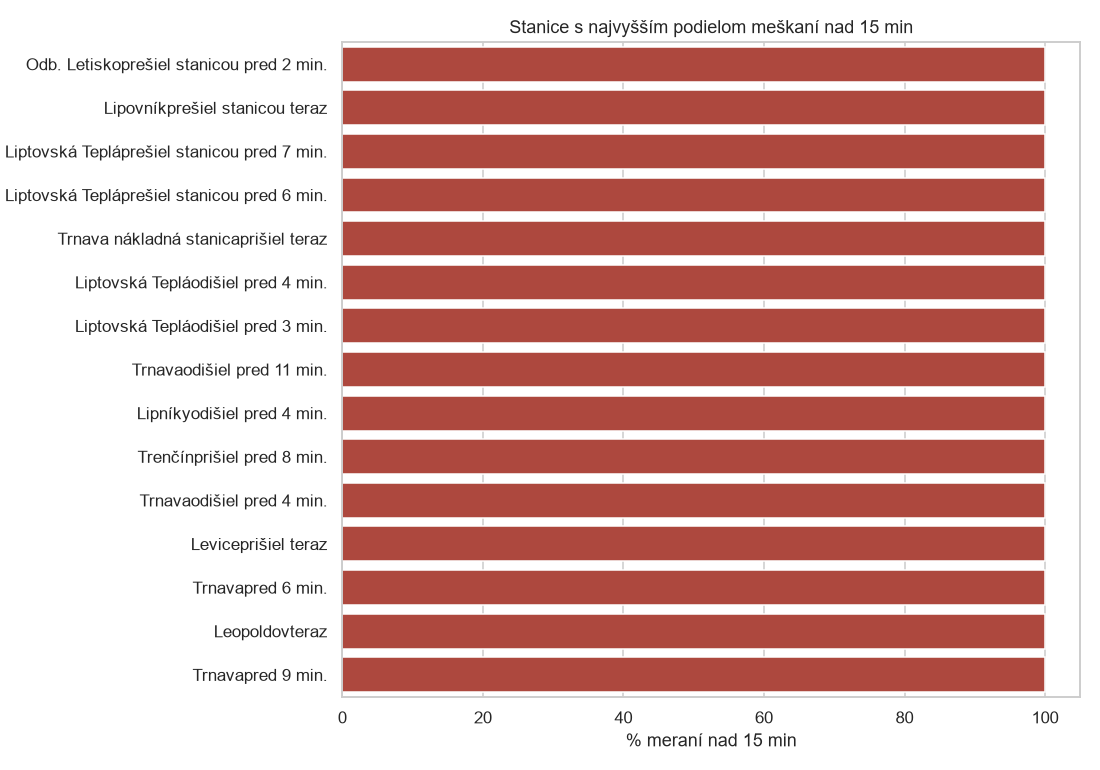 Stanice s najvyšším podielom meškaní nad 15 min
Odb. Letiskoprešiel stanicou pred 2 min.
Lipovníkprešiel stanicou teraz
Liptovská Tepláprešiel stanicou pred 7 min.
Liptovská Tepláprešiel stanicou pred 6 min.
Trnava nákladná stanicaprišiel teraz
Liptovská Tepláodišiel pred 4 min.
Liptovská Tepláodišiel pred 3 min.
Trnavaodišiel pred 11 min.
Lipníkyodišiel pred 4 min.
Trenčínprišiel pred 8 min.
Trnavaodišiel pred 4 min.
Leviceprišiel teraz
Trnavapred 6 min.
Leopoldovteraz
Trnavapred 9 min.
0 20 40 60 80 100
% meraní nad 15 min